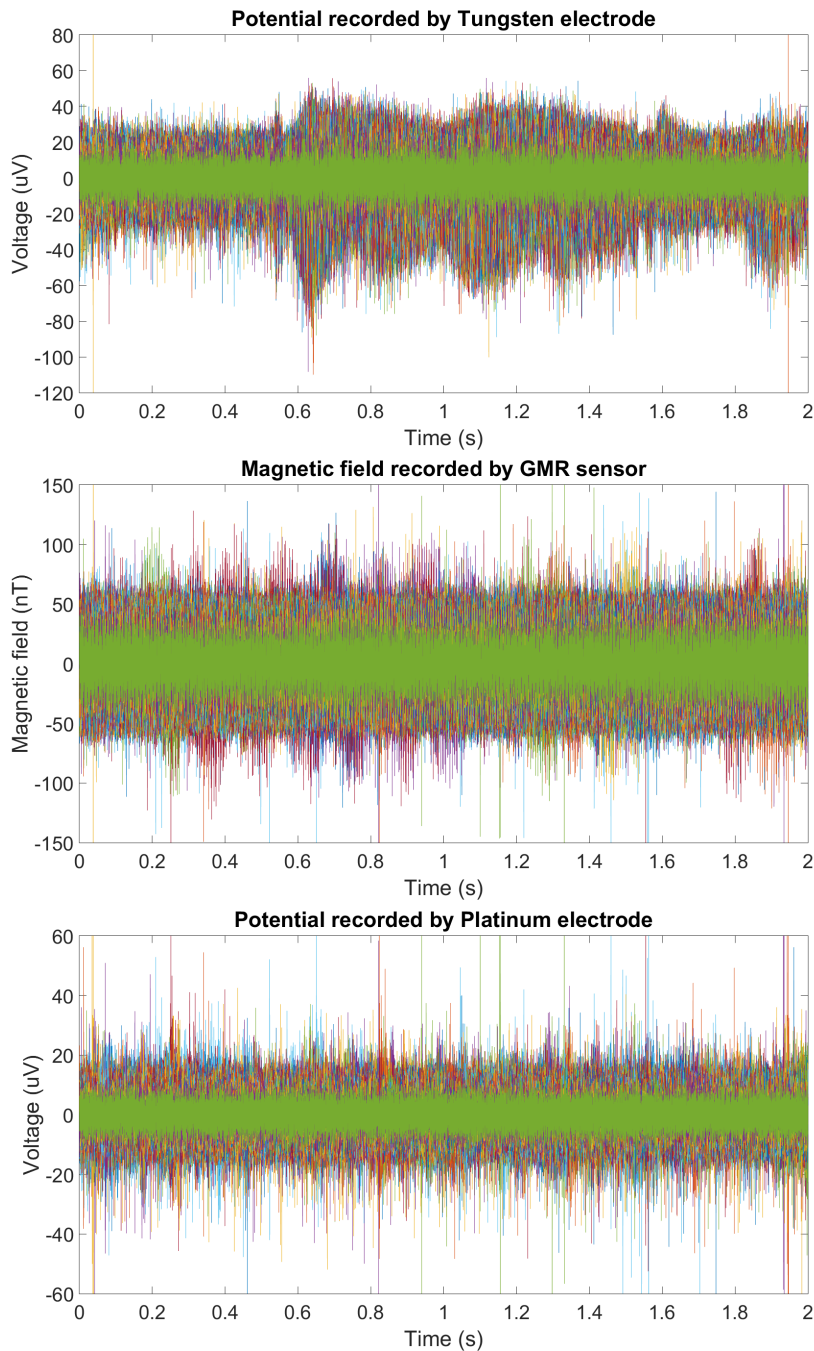 Potential recorded by Tungsten electrode
80
60
40
20
0
-20
-40
-60
-80
-100
-120
Voltage (uV)
0 0.2 0.4 0.6 0.8 1 1.2 1.4 1.6 1.8 2
Time (s)
Magnetic field recorded by GMR sensor
150
100
50
0
-50
-100
-150
Magnetic field (nT)
0 0.2 0.4 0.6 0.8 1 1.2 1.4 1.6 1.8 2
Time (s)
Potential recorded by Platinum electrode
60
40
20
0
-20
-40
-60
Voltage (uV)
0 0.2 0.4 0.6 0.8 1 1.2 1.4 1.6 1.8 2
Time (s)